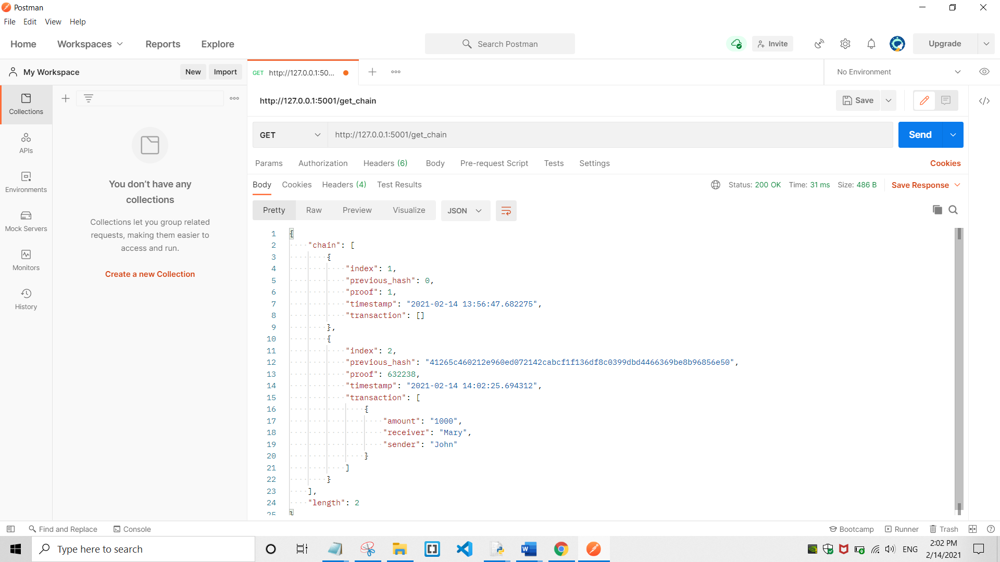 Postman
File Edit View Help
Home Workspaces Reports Explore Search Postman Invite Upgrade
My Workspace New Import GET http://127.0.0.1:50... No Environment
http://127.0.0.1:5001/get_chain Save
GET http://127.0.0.1:5001/get_chain Send
Params Authorization Headers (6) Body Pre-request Script Tests Settings Cookies
Body Cookies Headers (4) Test Results Status: 200 OK Time: 31 ms Size: 486 B Save Response
Pretty Raw Preview Visualize JSON
Collections
APIs
Environments
Mock Servers
Monitors
History
You don't have any
collections
Collections let you group related
requests, making them easier to
access and run.
Create a new Collection
1 {
2 "chain": [
3 {
4 "index": 1,
5 "previous_hash": 0,
6 "proof": 1,
7 "timestamp": "2021-02-14 13:56:47.682275",
8 "transaction": []
9 },
10 {
11 "index": 2,
12 "previous_hash": "41265c460212e960ed072142cabcf1f136df8c0399dbd4466369be8b96856e50",
13 "proof": 632238,
14 "timestamp": "2021-02-14 14:02:25.694312",
15 "transaction": [
16 {
17 "amount": "1000",
18 "receiver": "Mary",
19 "sender": "John"
20 }
21 ]
22 }
23 ],
24 "length": 2
25 }
Find and Replace Console Bootcamp Runner Trash
Type here to search ENG 2:02 PM
2/14/2021